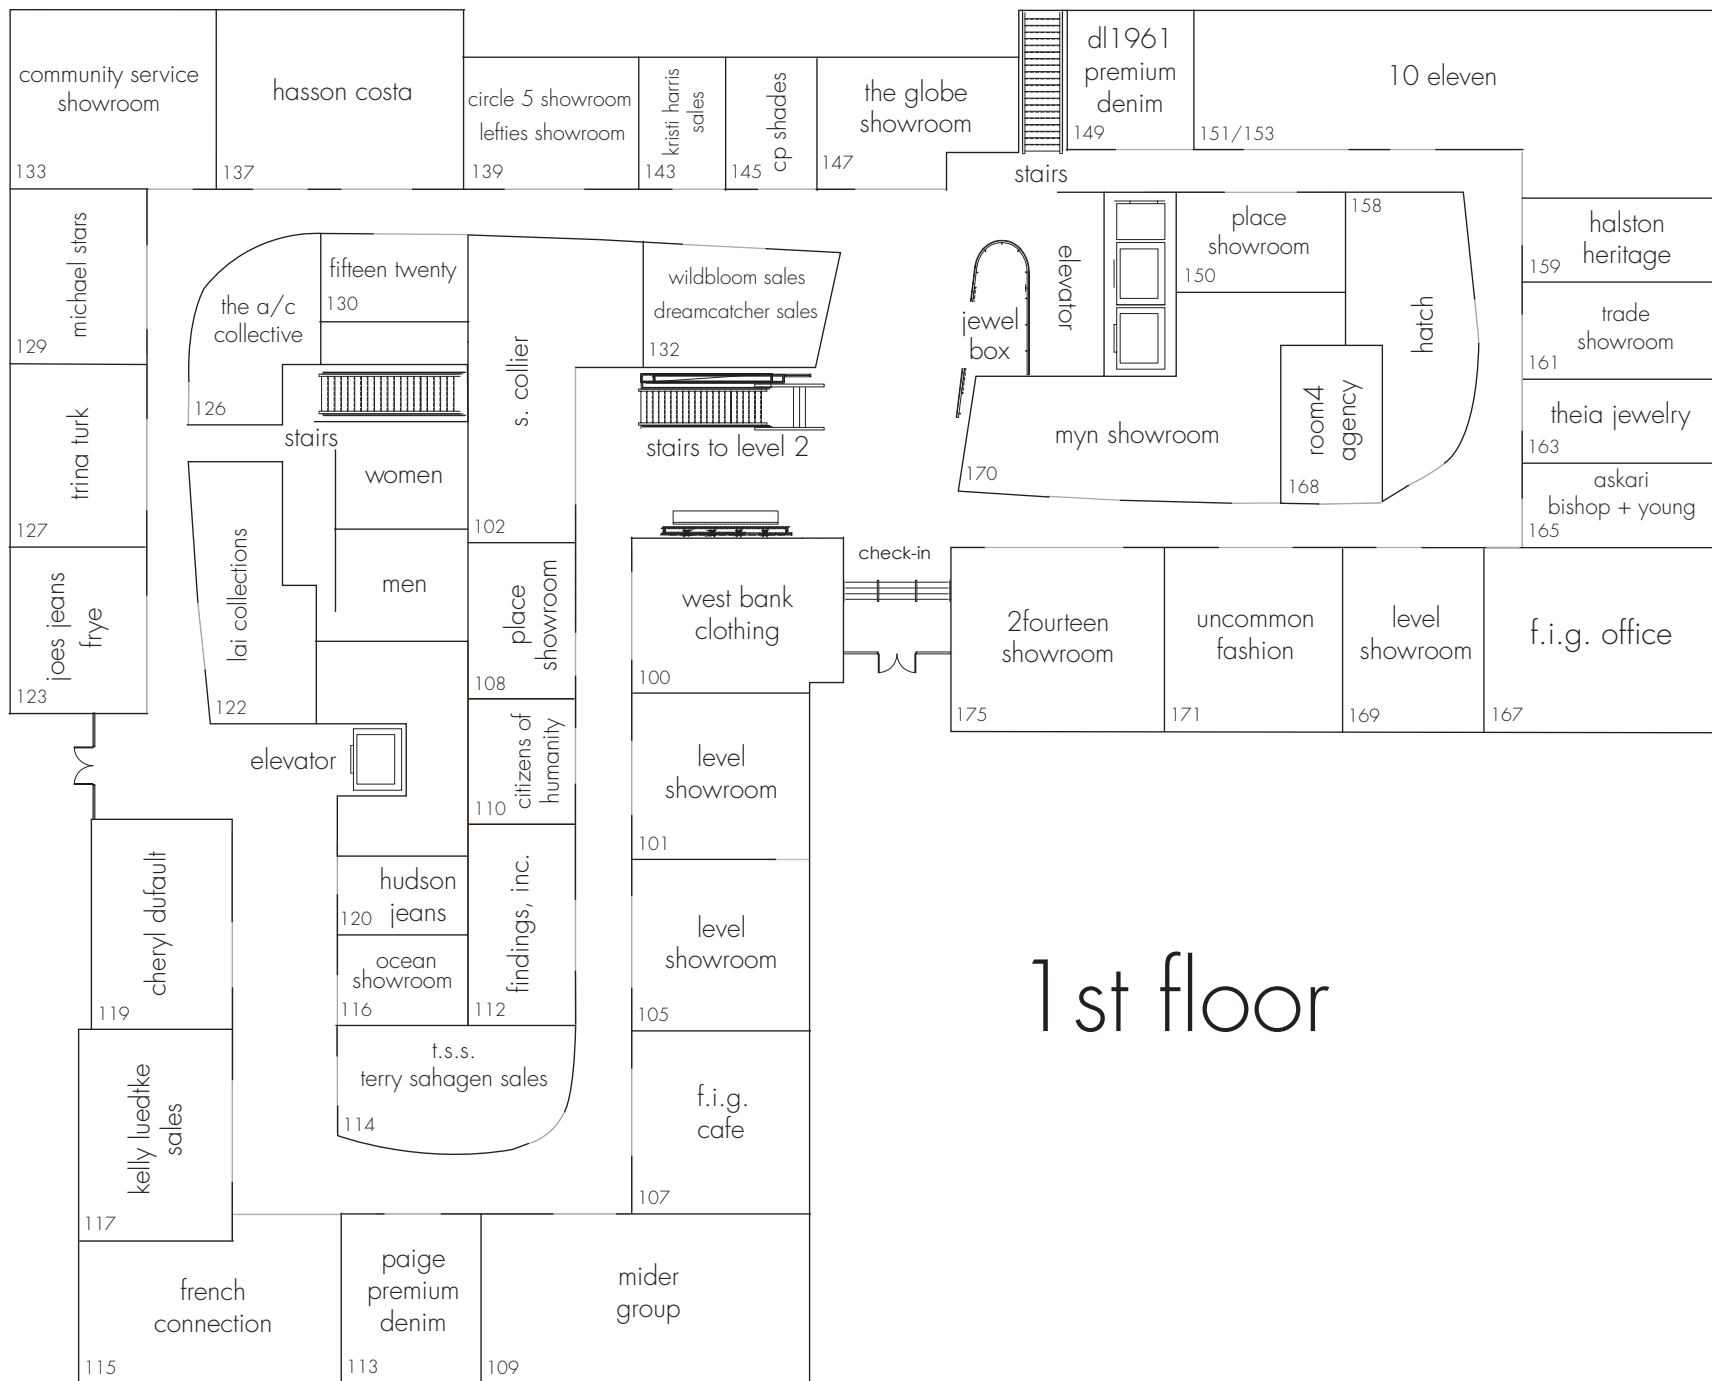 community service
showroom
133
hasson costa
137
circle 5 showroom
lefties showroom
139
kristi harris
sales
143
cp shades
145
the globe
showroom
147
stairs
dl1961
premium
denim
149
10 eleven
151/153
michael stars
129
trina turk
127
joes jeans
frye
123
the a/c
collective
126
fifteen twenty
130
s. collier
102
wildbloom sales
dreamcatcher sales
132
stairs
stairs to level 2
women
men
lai collections
122
elevator
jewel
box
elevator
place
showroom
150
158
hatch
myn showroom
170
room4
agency
168
halston
heritage
159
trade
showroom
161
theia jewelry
163
askari
bishop + young
165
check-in
place
showroom
108
citizens of
humanity
110
findings, inc.
112
hudson
jeans
120
ocean
showroom
116
t.s.s.
terry sahagen sales
114
west bank
clothing
100
level
showroom
101
level
showroom
105
f.i.g.
cafe
107
2fourteen
showroom
175
uncommon
fashion
171
level
showroom
169
f.i.g. office
167
cheryl dufault
119
kelly luedtke
sales
117
french
connection
115
paige
premium
denim
113
mider
group
109
1st floor